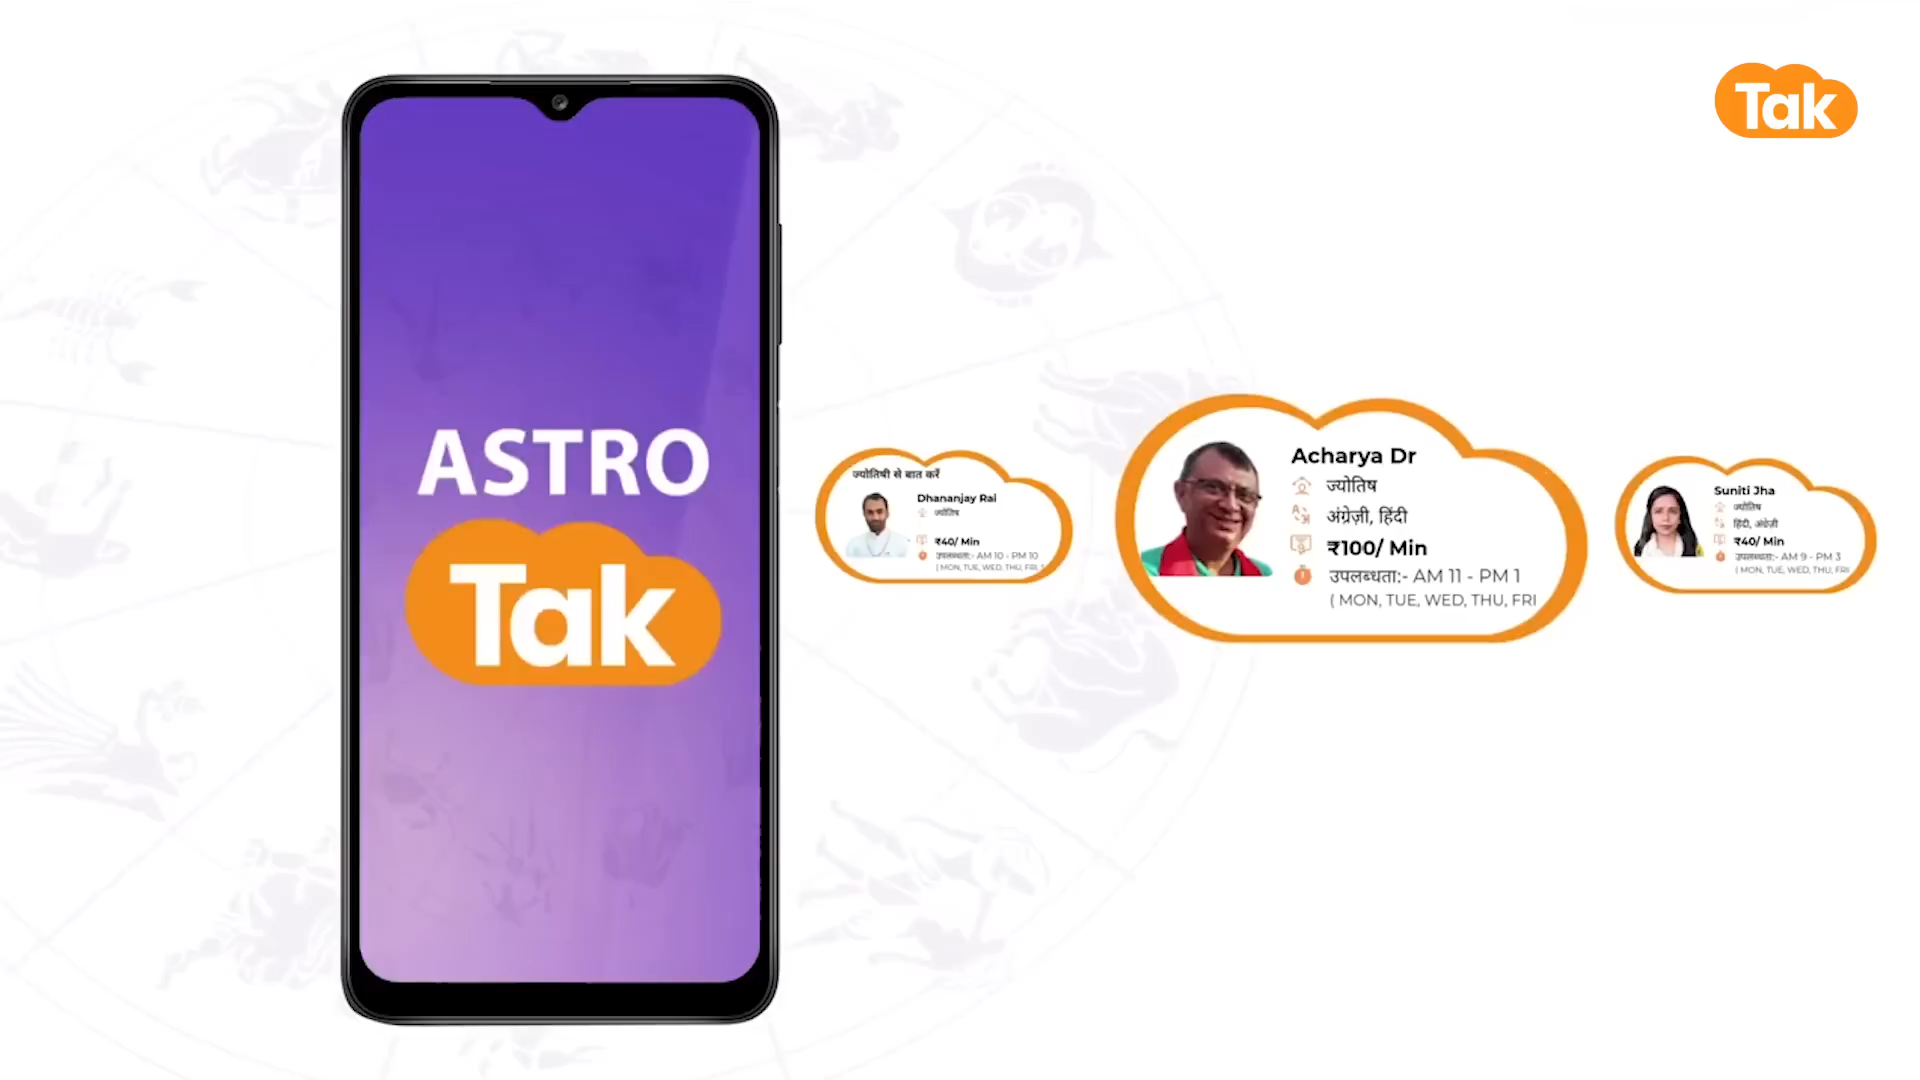 Tak
ASTRO
Tak
ज्योतिषी से बात करें
Dhananjay Rai
ज्योतिष
₹40/ Min
उपलब्धता:- AM 10 - PM 10
( MON, TUE, WED, THU, FRI,
Acharya Dr
ज्योतिष
अंग्रेज़ी, हिंदी
₹100/ Min
उपलब्धता:- AM 11 - PM 1
( MON, TUE, WED, THU, FRI
Suniti Jha
ज्योतिष
हिंदी, अंग्रेज़ी
₹40/ Min
उपलब्धता:- AM 9 - PM 3
( MON, TUE, WED, THU, FRI